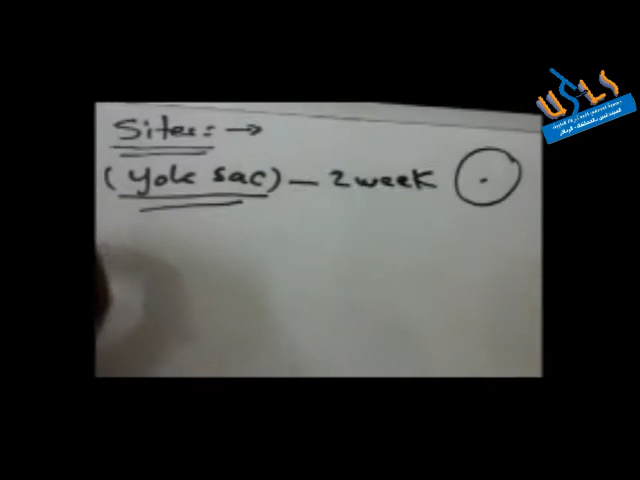 Sites:- →
(yolk sac) — 2 week